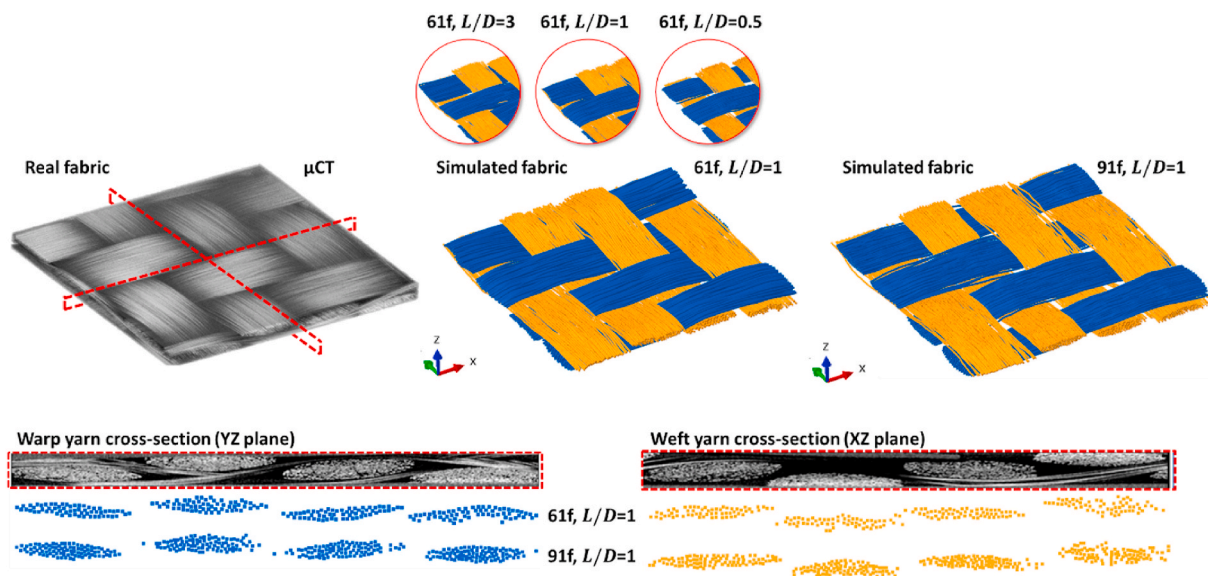 61f, L/D=3 61f, L/D=1 61f, L/D=0.5
Real fabric μCT Simulated fabric 61f, L/D=1 Simulated fabric 91f, L/D=1
Z X Z X
Warp yarn cross-section (YZ plane) Weft yarn cross-section (XZ plane)
61f, L/D=1
91f, L/D=1